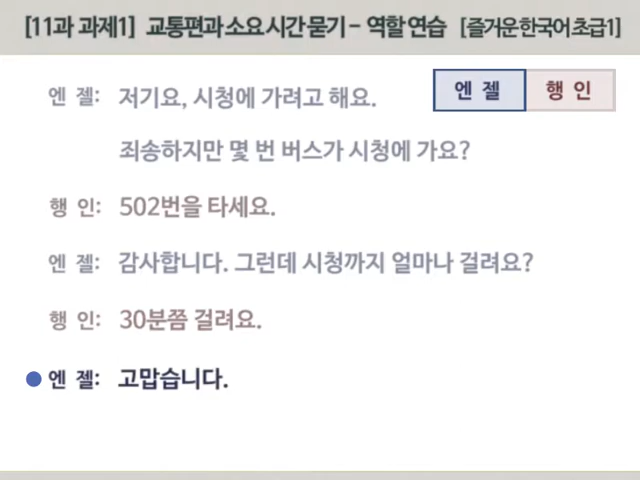 [11과 과제1] 교통편과 소요 시간 묻기 - 역할 연습 [즐거운 한국어 초급1]
엔 젤 행 인
엔 젤: 저기요, 시청에 가려고 해요.
죄송하지만 몇 번 버스가 시청에 가요?
행 인: 502번을 타세요.
엔 젤: 감사합니다. 그런데 시청까지 얼마나 걸려요?
행 인: 30분쯤 걸려요.
엔 젤: 고맙습니다.